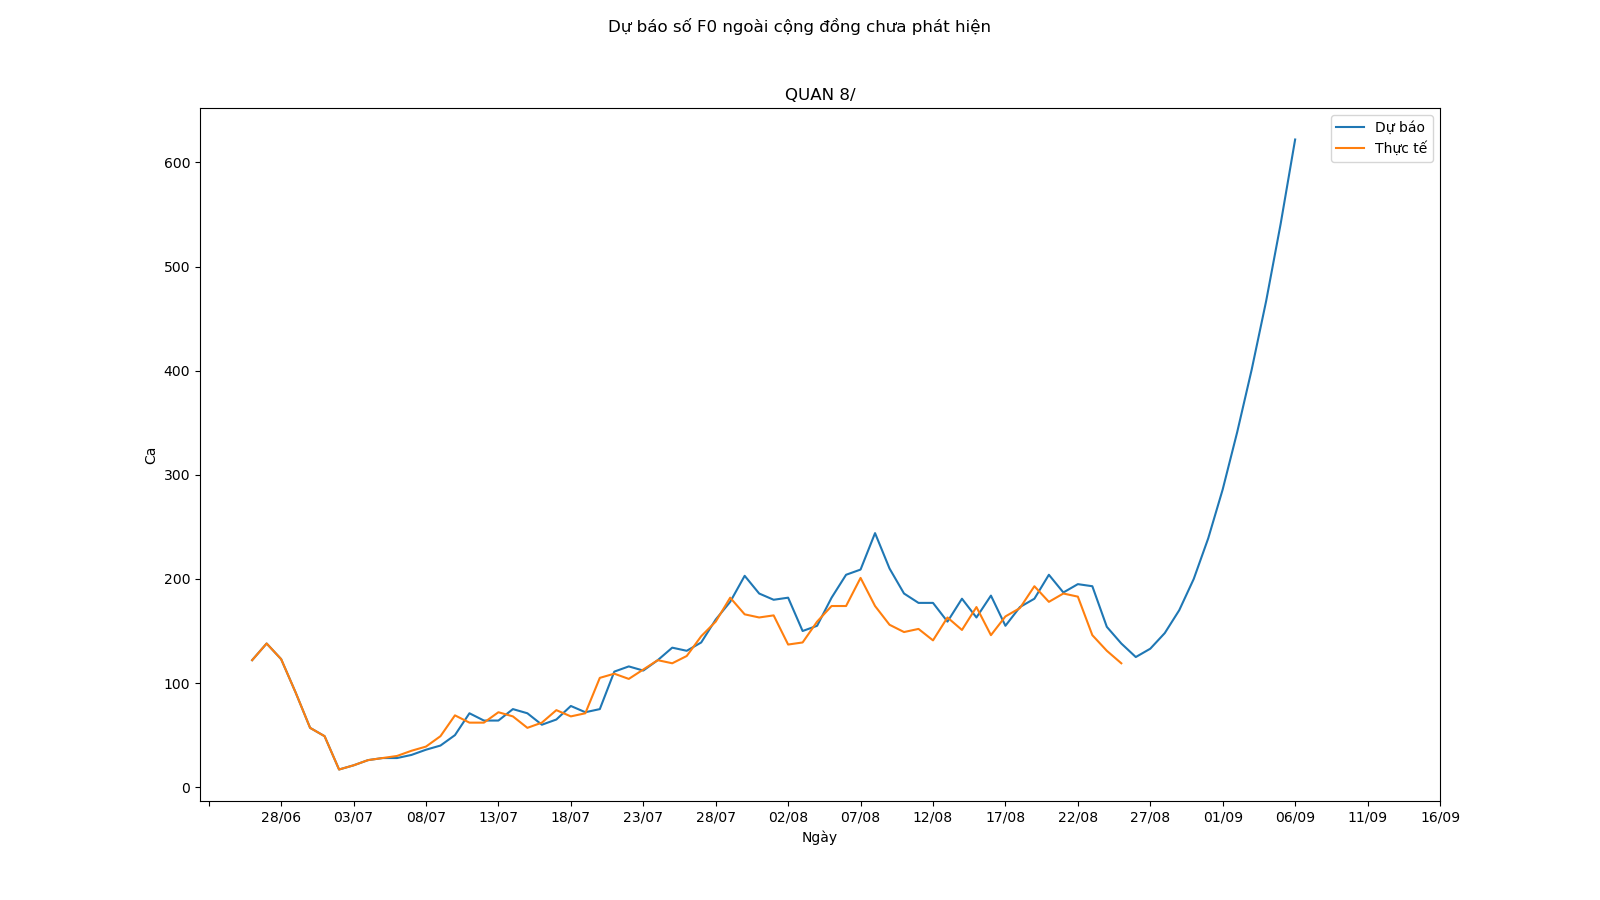 Dự báo số F0 ngoài cộng đồng chưa phát hiện
QUAN 8/
Dự báo
Thực tế
600
500
400
300
200
100
0
Ca
28/06 03/07 08/07 13/07 18/07 23/07 28/07 02/08 07/08 12/08 17/08 22/08 27/08 01/09 06/09 11/09 16/09
Ngày